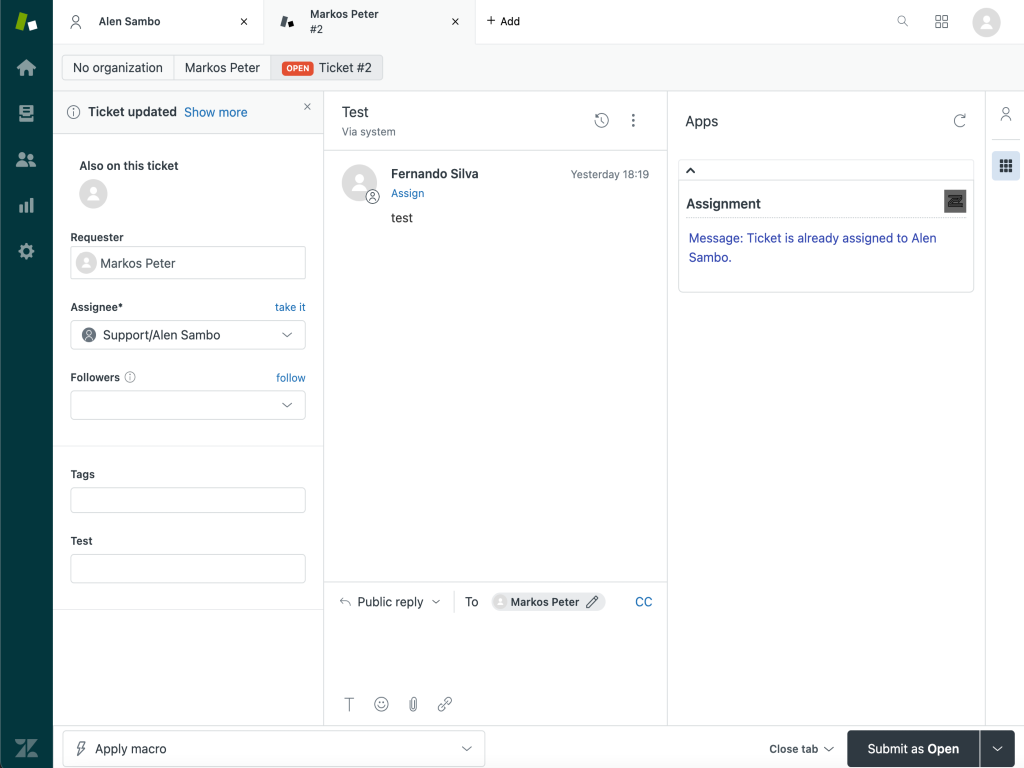 Alen Sambo
Markos Peter
#2
Add
No organization
Markos Peter
OPEN Ticket #2
Ticket updated Show more
Also on this ticket
Requester
Markos Peter
Assignee* take it
Support/Alen Sambo
Followers follow
Tags
Test
Test
Via system
Fernando Silva Yesterday 18:19
Assign
test
Public reply To Markos Peter CC
Apps
Assignment
Message: Ticket is already assigned to Alen
Sambo.
Apply macro
Close tab
Submit as Open